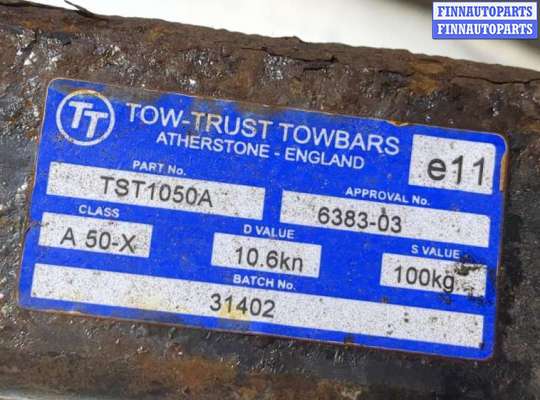 FINNAUTOPARTS
FINNAUTOPARTS
TT
TOW-TRUST TOWBARS
ATHERSTONE - ENGLAND
e11
PART No.
TST1050A
APPROVAL No.
6383-03
CLASS
A 50-X
D VALUE
10.6kn
S VALUE
100kg
BATCH No.
31402